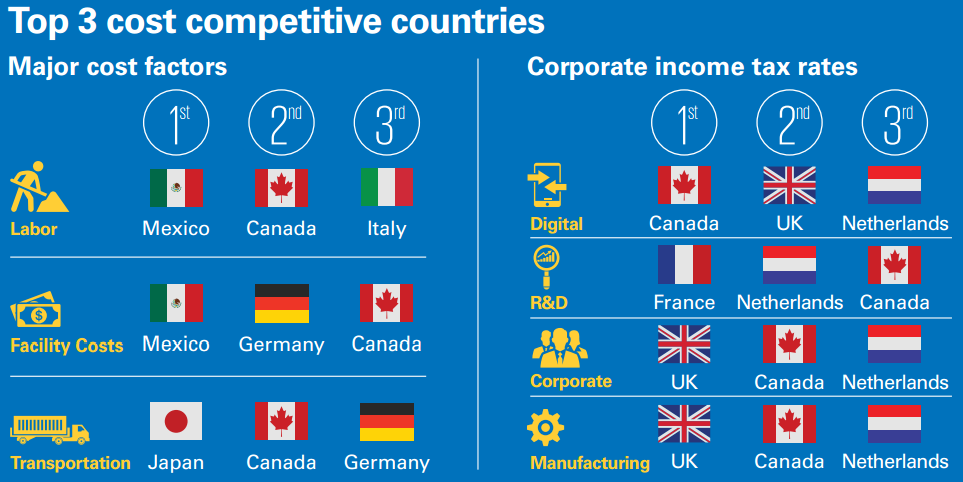 Top 3 cost competitive countries
Major cost factors
1st 2nd 3rd
Labor Mexico Canada Italy
Facility Costs Mexico Germany Canada
Transportation Japan Canada Germany
Corporate income tax rates
1st 2nd 3rd
Digital Canada UK Netherlands
R&D France Netherlands Canada
Corporate UK Canada Netherlands
Manufacturing UK Canada Netherlands